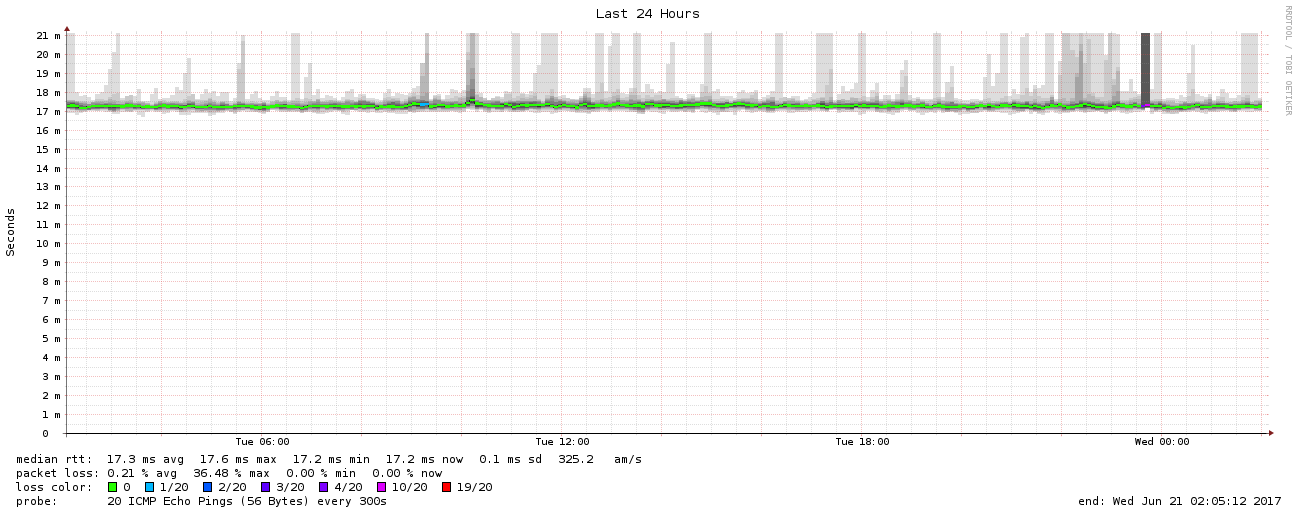 Last 24 Hours
RRDTOOL / TOBI OETIKER
Seconds
21 m
20 m
19 m
18 m
17 m
16 m
15 m
14 m
13 m
12 m
11 m
10 m
9 m
8 m
7 m
6 m
5 m
4 m
3 m
2 m
1 m
0
Tue 06:00 Tue 12:00 Tue 18:00 Wed 00:00
median rtt: 17.3 ms avg 17.6 ms max 17.2 ms min 17.2 ms now 0.1 ms sd 325.2 am/s
packet loss: 0.21 % avg 36.48 % max 0.00 % min 0.00 % now
loss color: 0 1/20 2/20 3/20 4/20 10/20 19/20
probe: 20 ICMP Echo Pings (56 Bytes) every 300s end: Wed Jun 21 02:05:12 2017